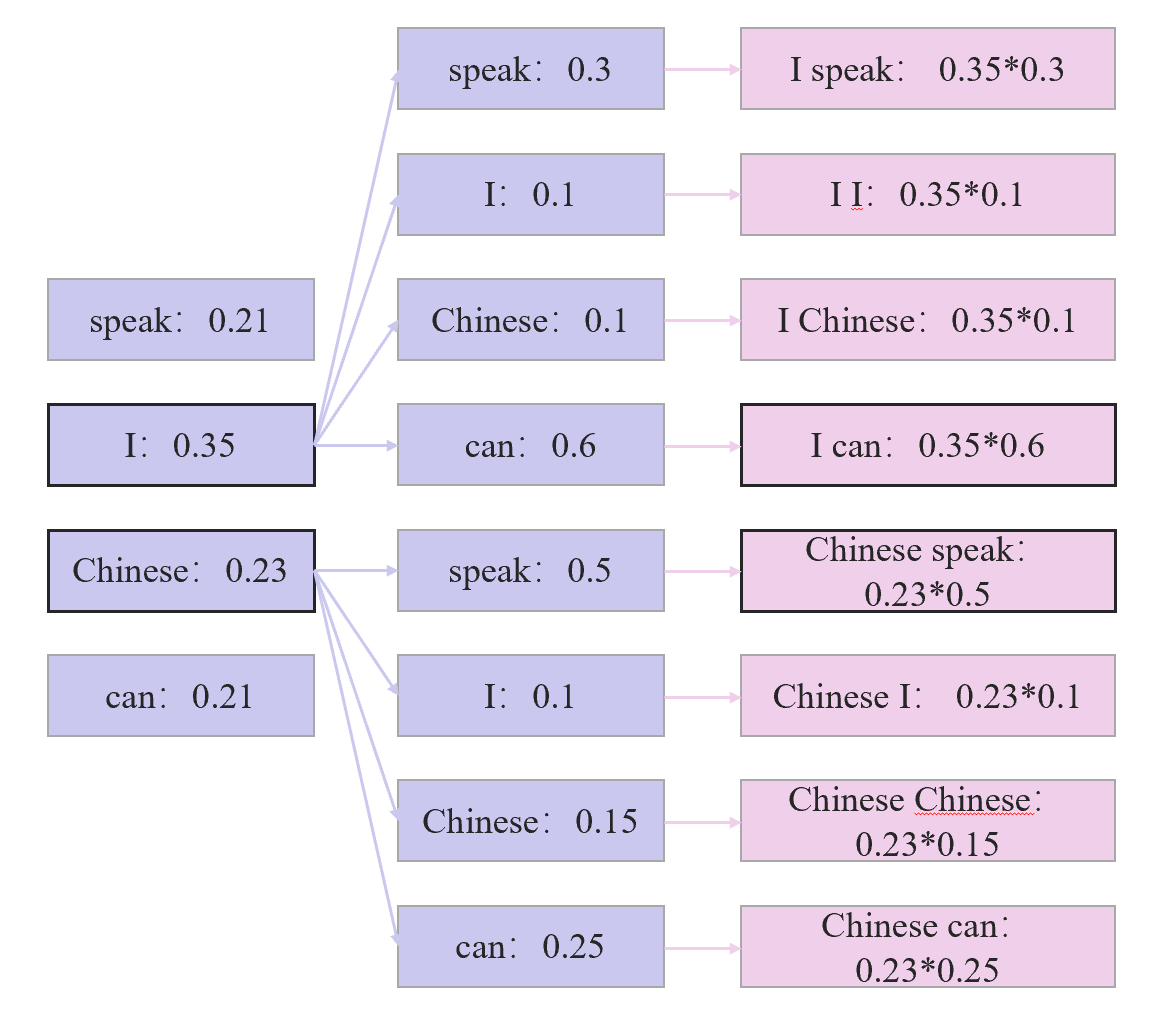 speak：0.21
I：0.35
Chinese：0.23
can：0.21
speak：0.3
I：0.1
Chinese：0.1
can：0.6
speak：0.5
I：0.1
Chinese：0.15
can：0.25
I speak： 0.35*0.3
I I：0.35*0.1
I Chinese：0.35*0.1
I can：0.35*0.6
Chinese speak：
0.23*0.5
Chinese I： 0.23*0.1
Chinese Chinese：
0.23*0.15
Chinese can：
0.23*0.25